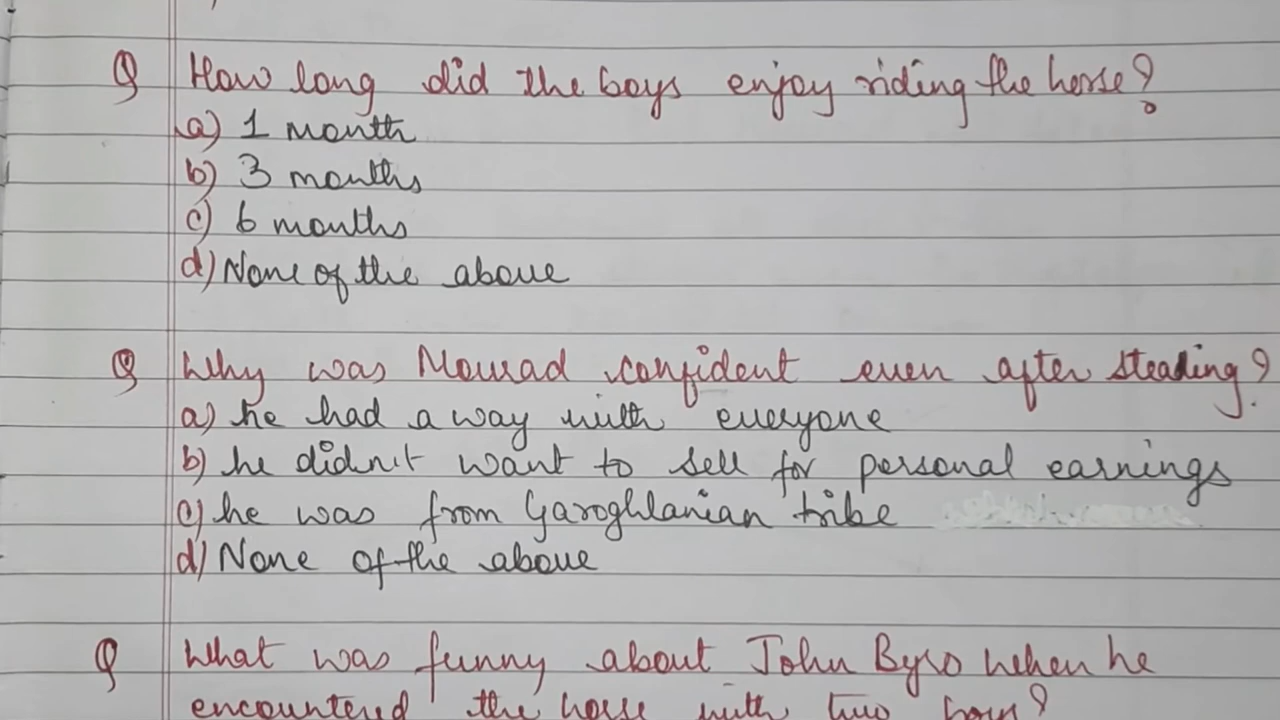 Q How long did the boys enjoy riding the horse?
a) 1 month
b) 3 months
c) 6 months
d) None of the above
Q Why was Mourad confident even after stealing?
a) he had a way with everyone
b) he didn't want to sell for personal earnings
c) he was from Garoghlanian tribe
d) None of the above
Q What was funny about John Byro when he
encountered the horse with two boys?